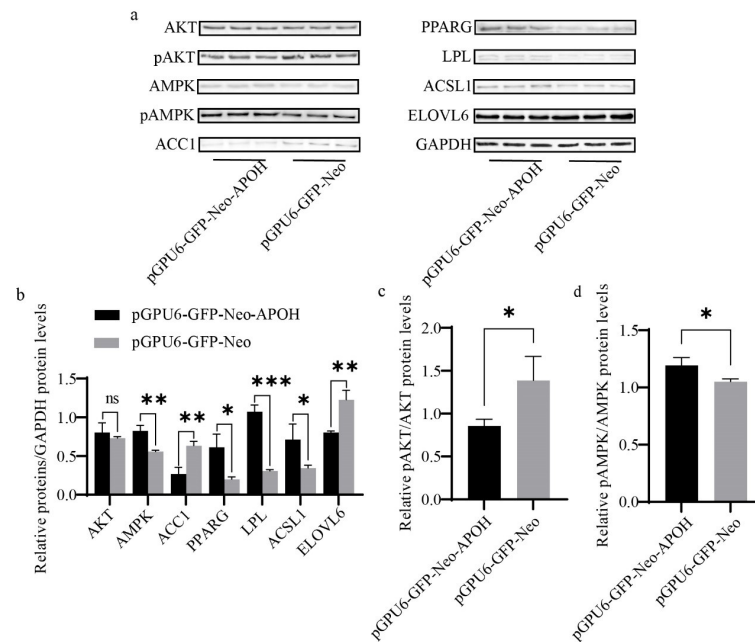 a
AKT
pAKT
AMPK
pAMPK
ACC1
pGPU6-GFP-Neo-APOH
pGPU6-GFP-Neo
PPARG
LPL
ACSL1
ELOVL6
GAPDH
pGPU6-GFP-Neo-APOH
pGPU6-GFP-Neo
b
pGPU6-GFP-Neo-APOH
pGPU6-GFP-Neo
Relative proteins/GAPDH protein levels
1.5
1.0
0.5
0.0
ns
**
**
*
***
*
**
AKT
AMPK
ACC1
PPARG
LPL
ACSL1
ELOVL6
c
Relative pAKT/AKT protein levels
2.0
1.5
1.0
0.5
0.0
*
pGPU6-GFP-Neo-APOH
pGPU6-GFP-Neo
d
Relative pAMPK/AMPK protein levels
1.5
1.0
0.5
0.0
*
pGPU6-GFP-Neo-APOH
pGPU6-GFP-Neo